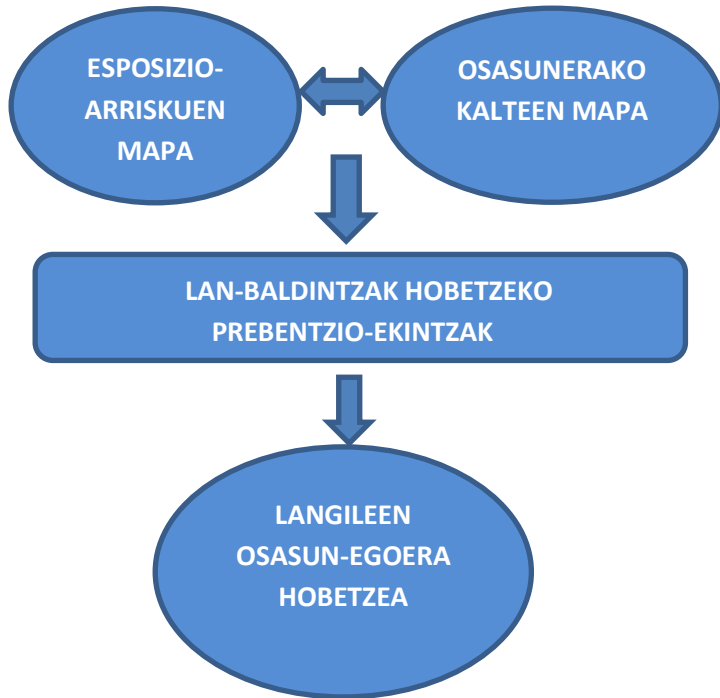 ESPOSIZIO-
ARRISKUEN
MAPA
OSASUNERAKO
KALTEEN MAPA
LAN-BALDINTZAK HOBETZEKO
PREBENTZIO-EKINTZAK
LANGILEEN
OSASUN-EGOERA
HOBETZEA